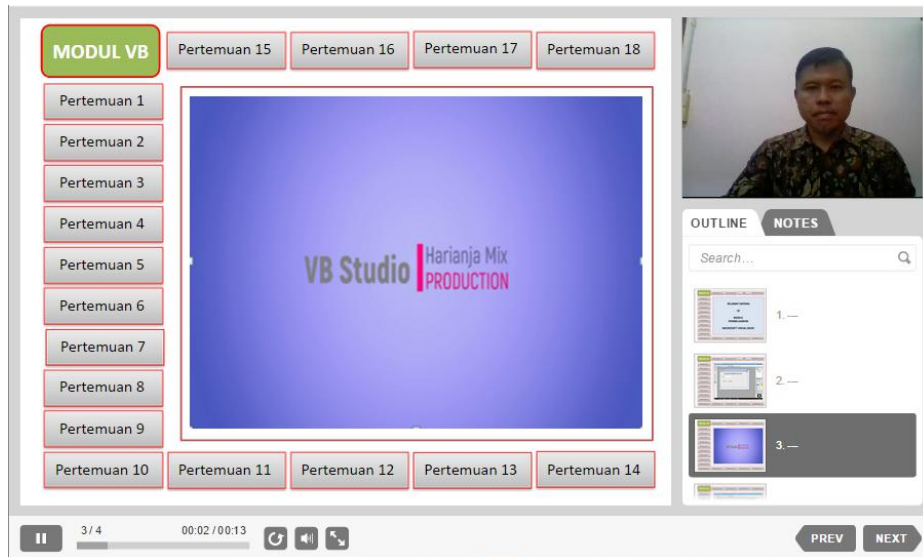 MODUL VB
Pertemuan 15
Pertemuan 16
Pertemuan 17
Pertemuan 18
Pertemuan 1
Pertemuan 2
Pertemuan 3
Pertemuan 4
Pertemuan 5
Pertemuan 6
Pertemuan 7
Pertemuan 8
Pertemuan 9
Pertemuan 10
Pertemuan 11
Pertemuan 12
Pertemuan 13
Pertemuan 14
VB Studio
Harianja Mix
PRODUCTION
OUTLINE
NOTES
Search...
1. —
2. —
3. —
3 / 4
00:02 / 00:13
PREV
NEXT